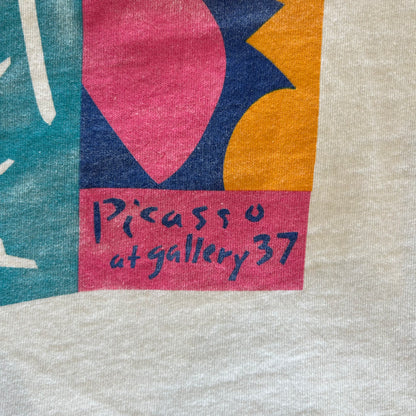 Picasso
at gallery 37